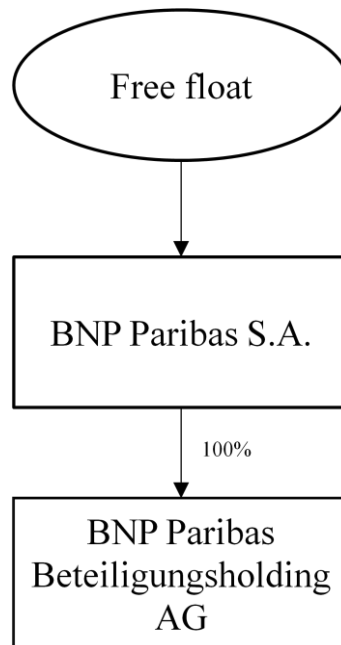 Free float
BNP Paribas S.A.
100%
BNP Paribas
Beteiligungsholding
AG